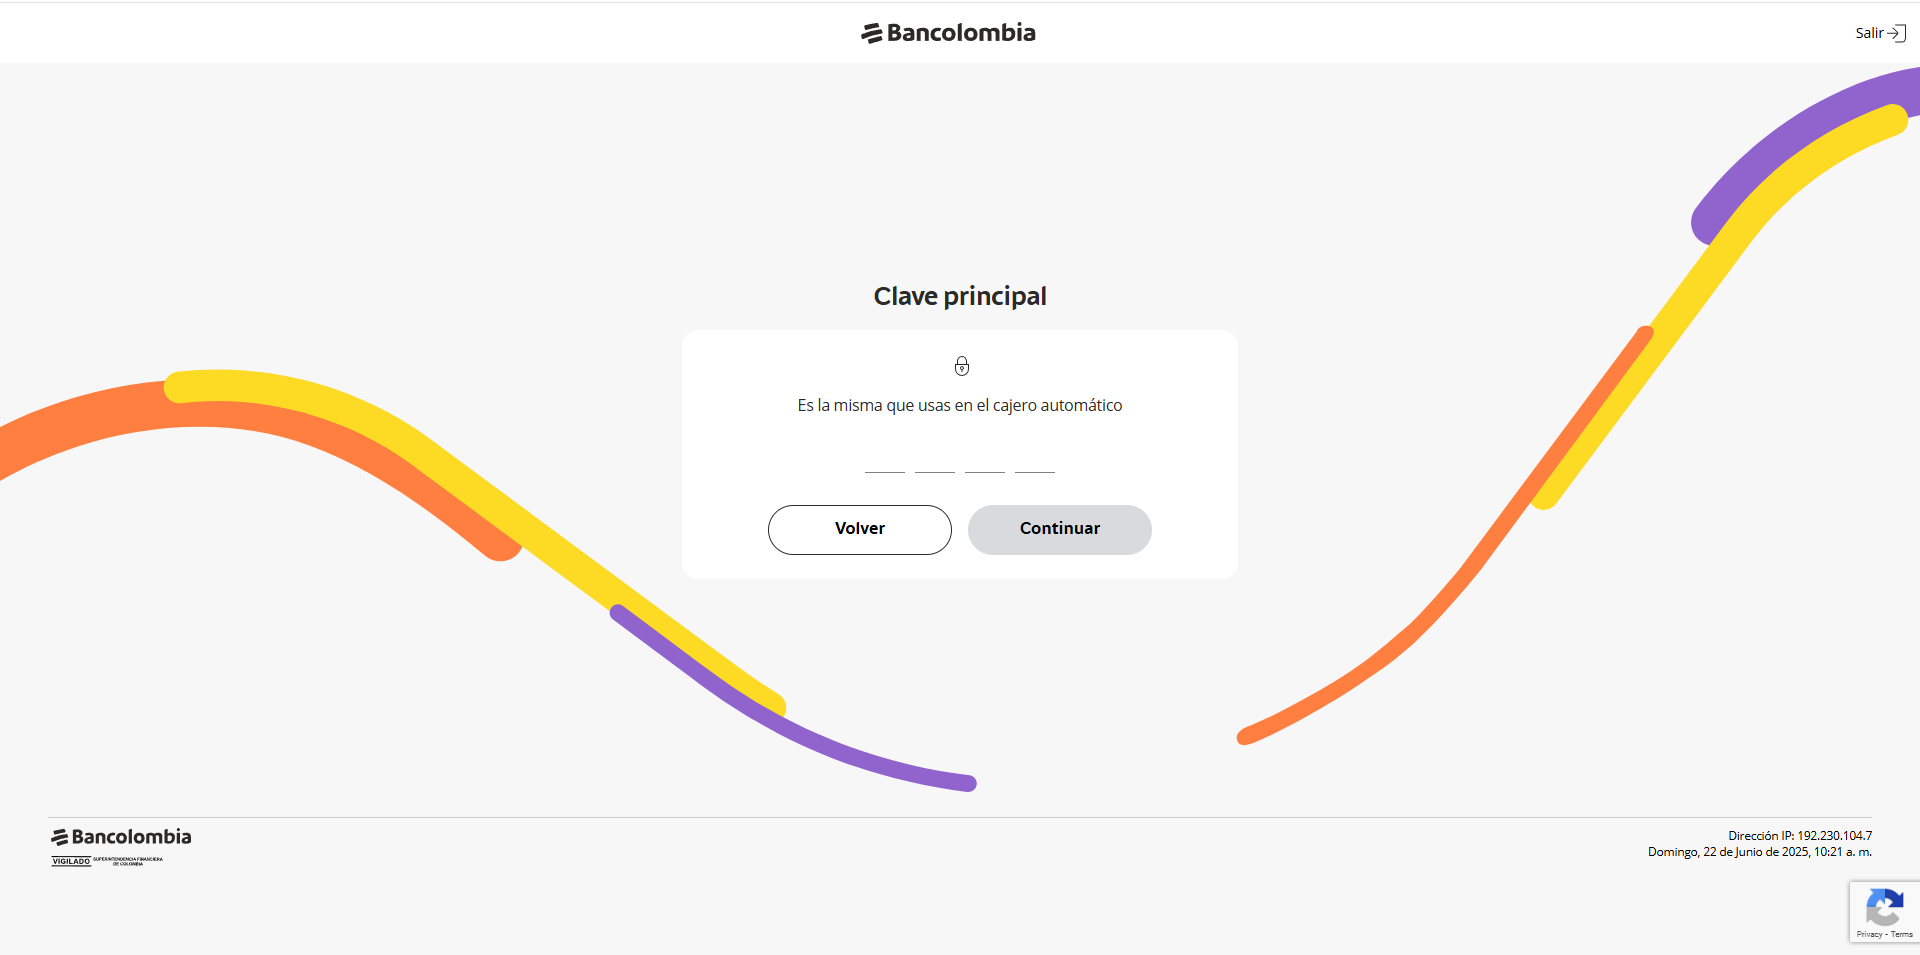 Bancolombia
Salir
Clave principal
Es la misma que usas en el cajero automático
Volver
Continuar
Bancolombia
VIGILADO SUPERINTENDENCIA FINANCIERA
DE COLOMBIA
Dirección IP: 192.230.104.7
Domingo, 22 de Junio de 2025, 10:21 a. m.
Privacy - Terms